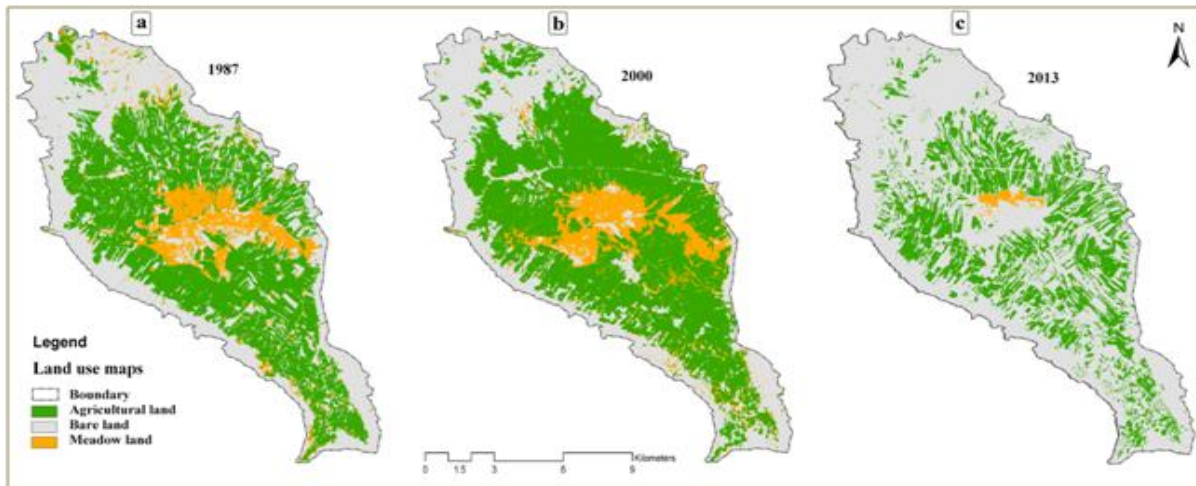 a
b
c
N
1987
2000
2013
Legend
Land use maps
Boundary
Agricultural land
Bare land
Meadow land
Kilometers
0 1.5 3 6 9